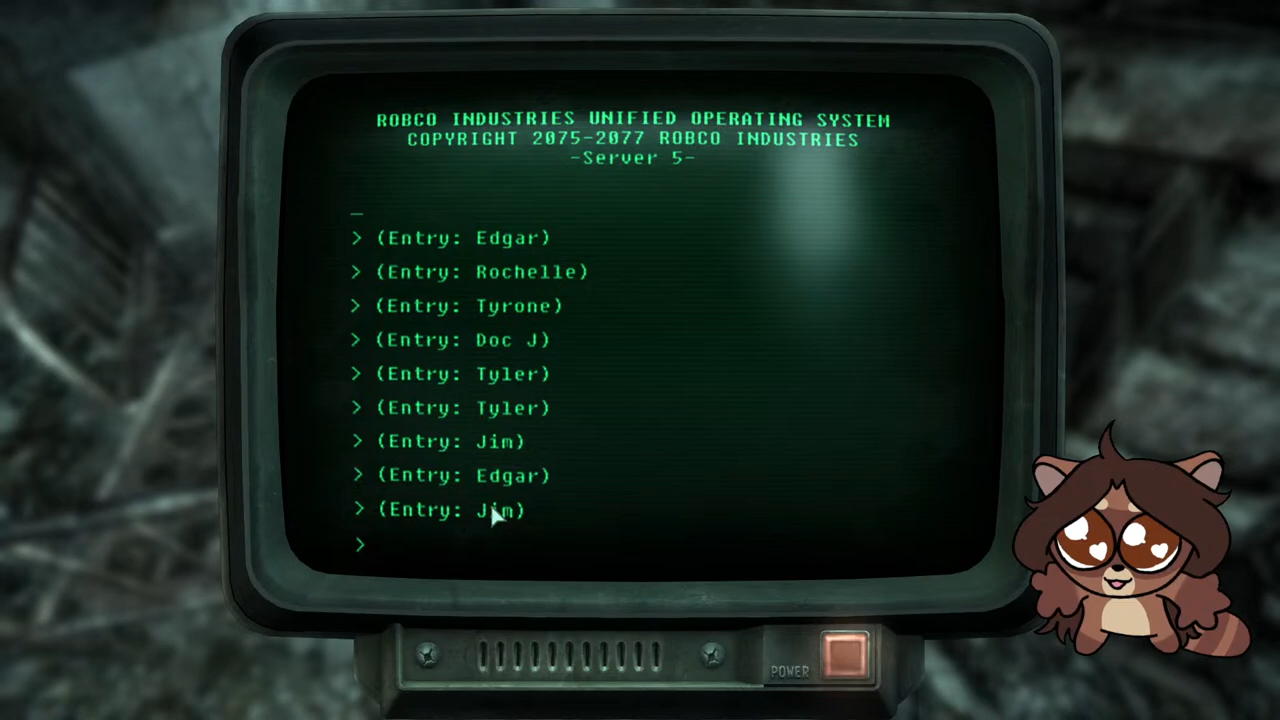 ROBCO INDUSTRIES UNIFIED OPERATING SYSTEM
COPYRIGHT 2075-2077 ROBCO INDUSTRIES
-Server 5-
_
> (Entry: Edgar)
> (Entry: Rochelle)
> (Entry: Tyrone)
> (Entry: Doc J)
> (Entry: Tyler)
> (Entry: Tyler)
> (Entry: Jim)
> (Entry: Edgar)
> (Entry: Jim)
>
POWER